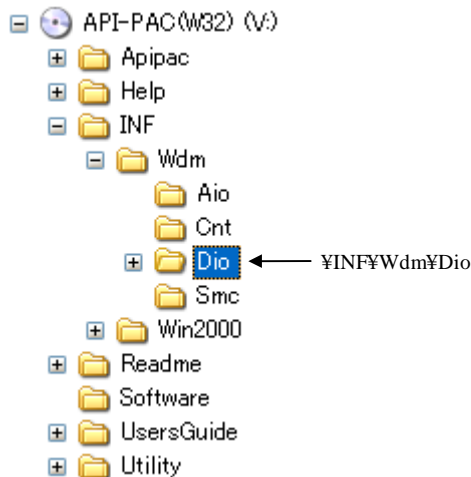 API-PAC(W32) (V:)
Apipac
Help
INF
Wdm
Aio
Cnt
Dio ¥INF¥Wdm¥Dio
Smc
Win2000
Readme
Software
UsersGuide
Utility